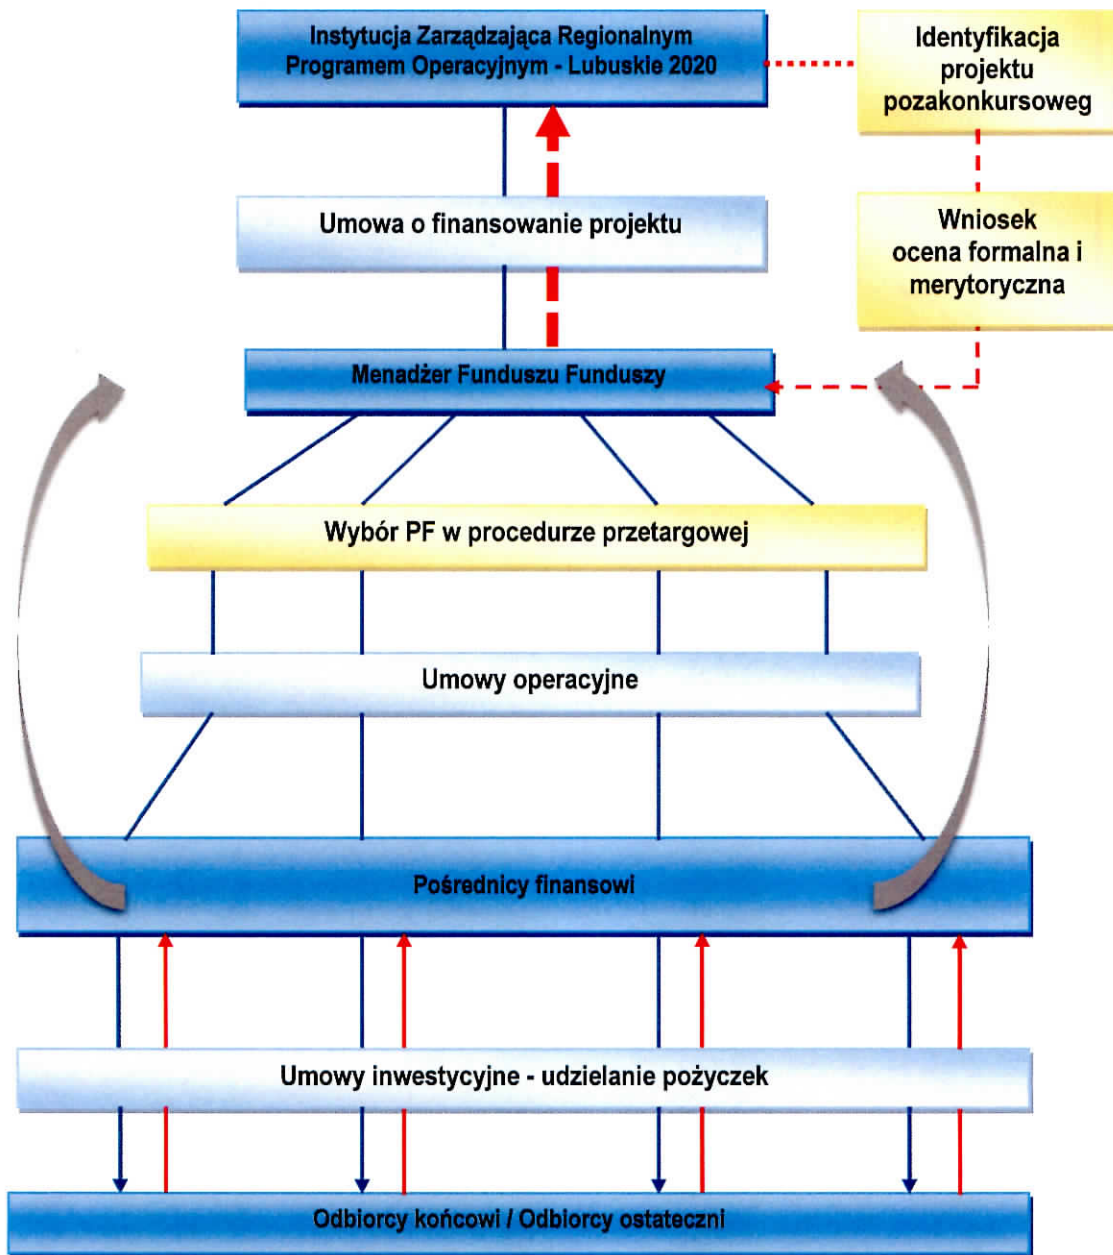 Instytucja Zarządzająca Regionalnym
Programem Operacyjnym - Lubuskie 2020
Identyfikacja
projektu
pozakonkursoweg
Umowa o finansowanie projektu
Wniosek
ocena formalna i
merytoryczna
Menadżer Funduszu Funduszy
Wybór PF w procedurze przetargowej
Umowy operacyjne
Pośrednicy finansowi
Umowy inwestycyjne - udzielanie pożyczek
Odbiorcy końcowi / Odbiorcy ostateczni